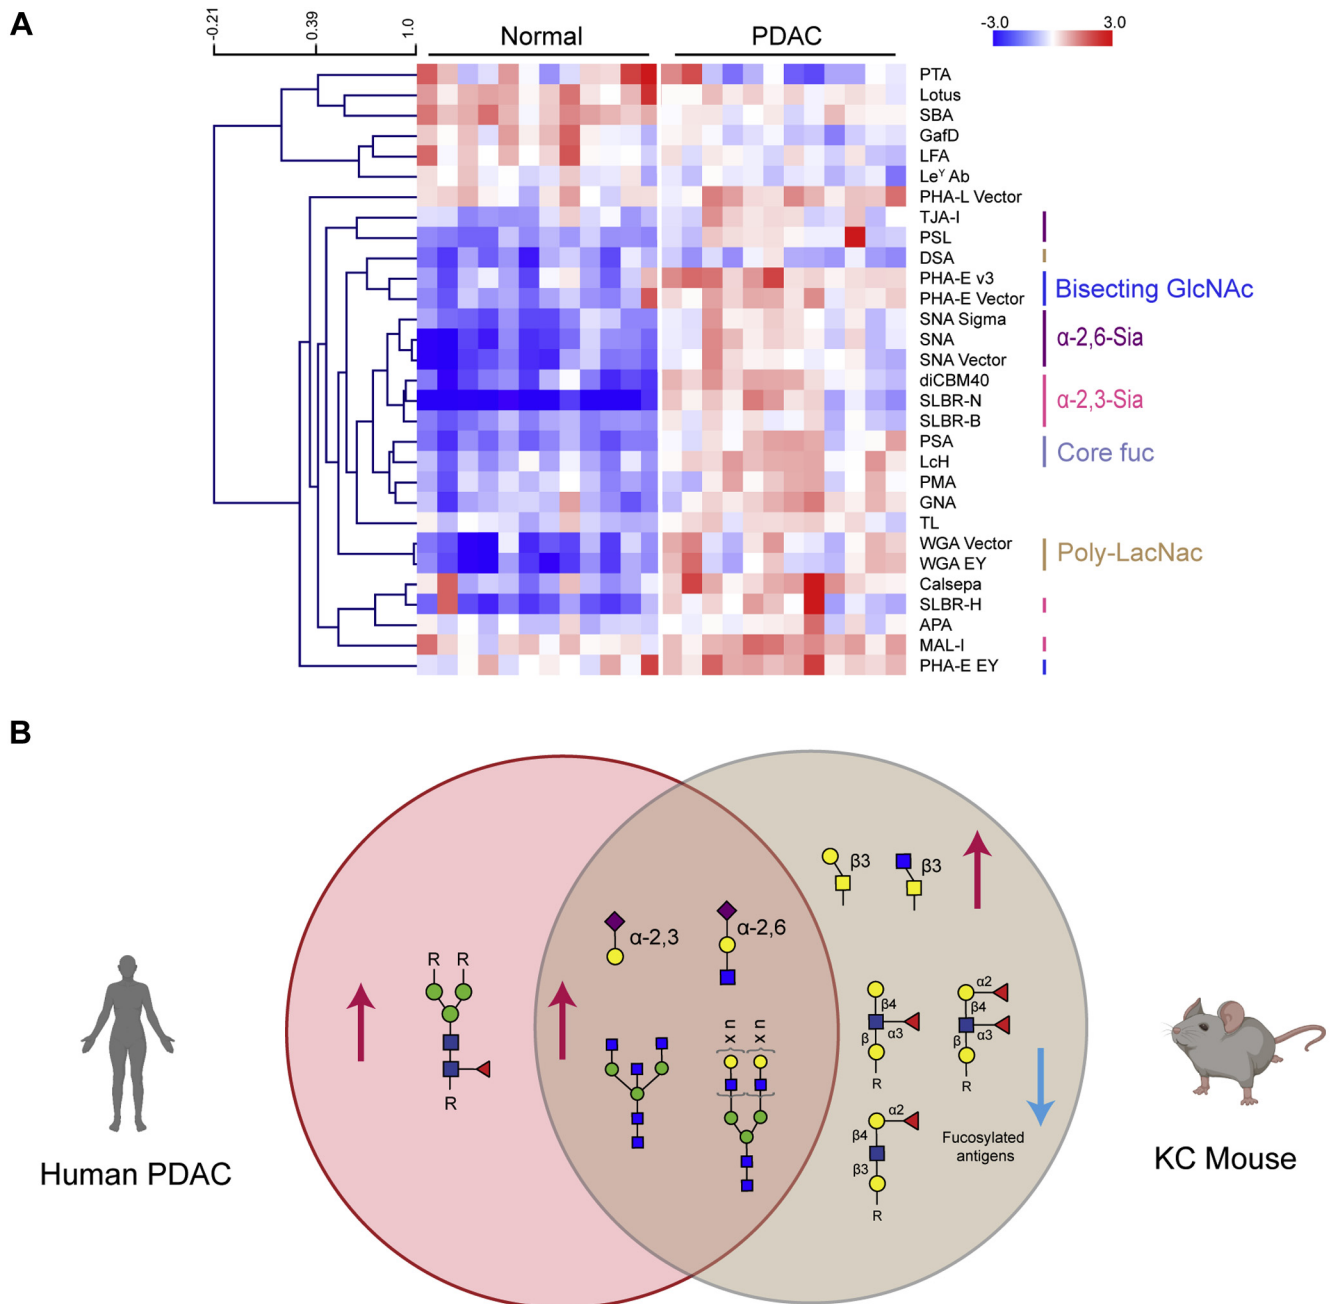 A
-0.21
0.39
1.0
Normal
PDAC
-3.0
3.0
PTA
Lotus
SBA
GafD
LFA
Leʸ Ab
PHA-L Vector
TJA-I
PSL
DSA
PHA-E v3
PHA-E Vector
Bisecting GlcNAc
SNA Sigma
SNA
α-2,6-Sia
SNA Vector
diCBM40
SLBR-N
α-2,3-Sia
SLBR-B
PSA
Core fuc
LcH
PMA
GNA
TL
WGA Vector
Poly-LacNac
WGA EY
Calsepa
SLBR-H
APA
MAL-I
PHA-E EY
B
β3
β3
α-2,3
α-2,6
R R
R
x n
x n
β4
α3
β
R
α2
β4
α3
β
R
α2
β4
β3
R
Fucosylated
antigens
Human PDAC
KC Mouse